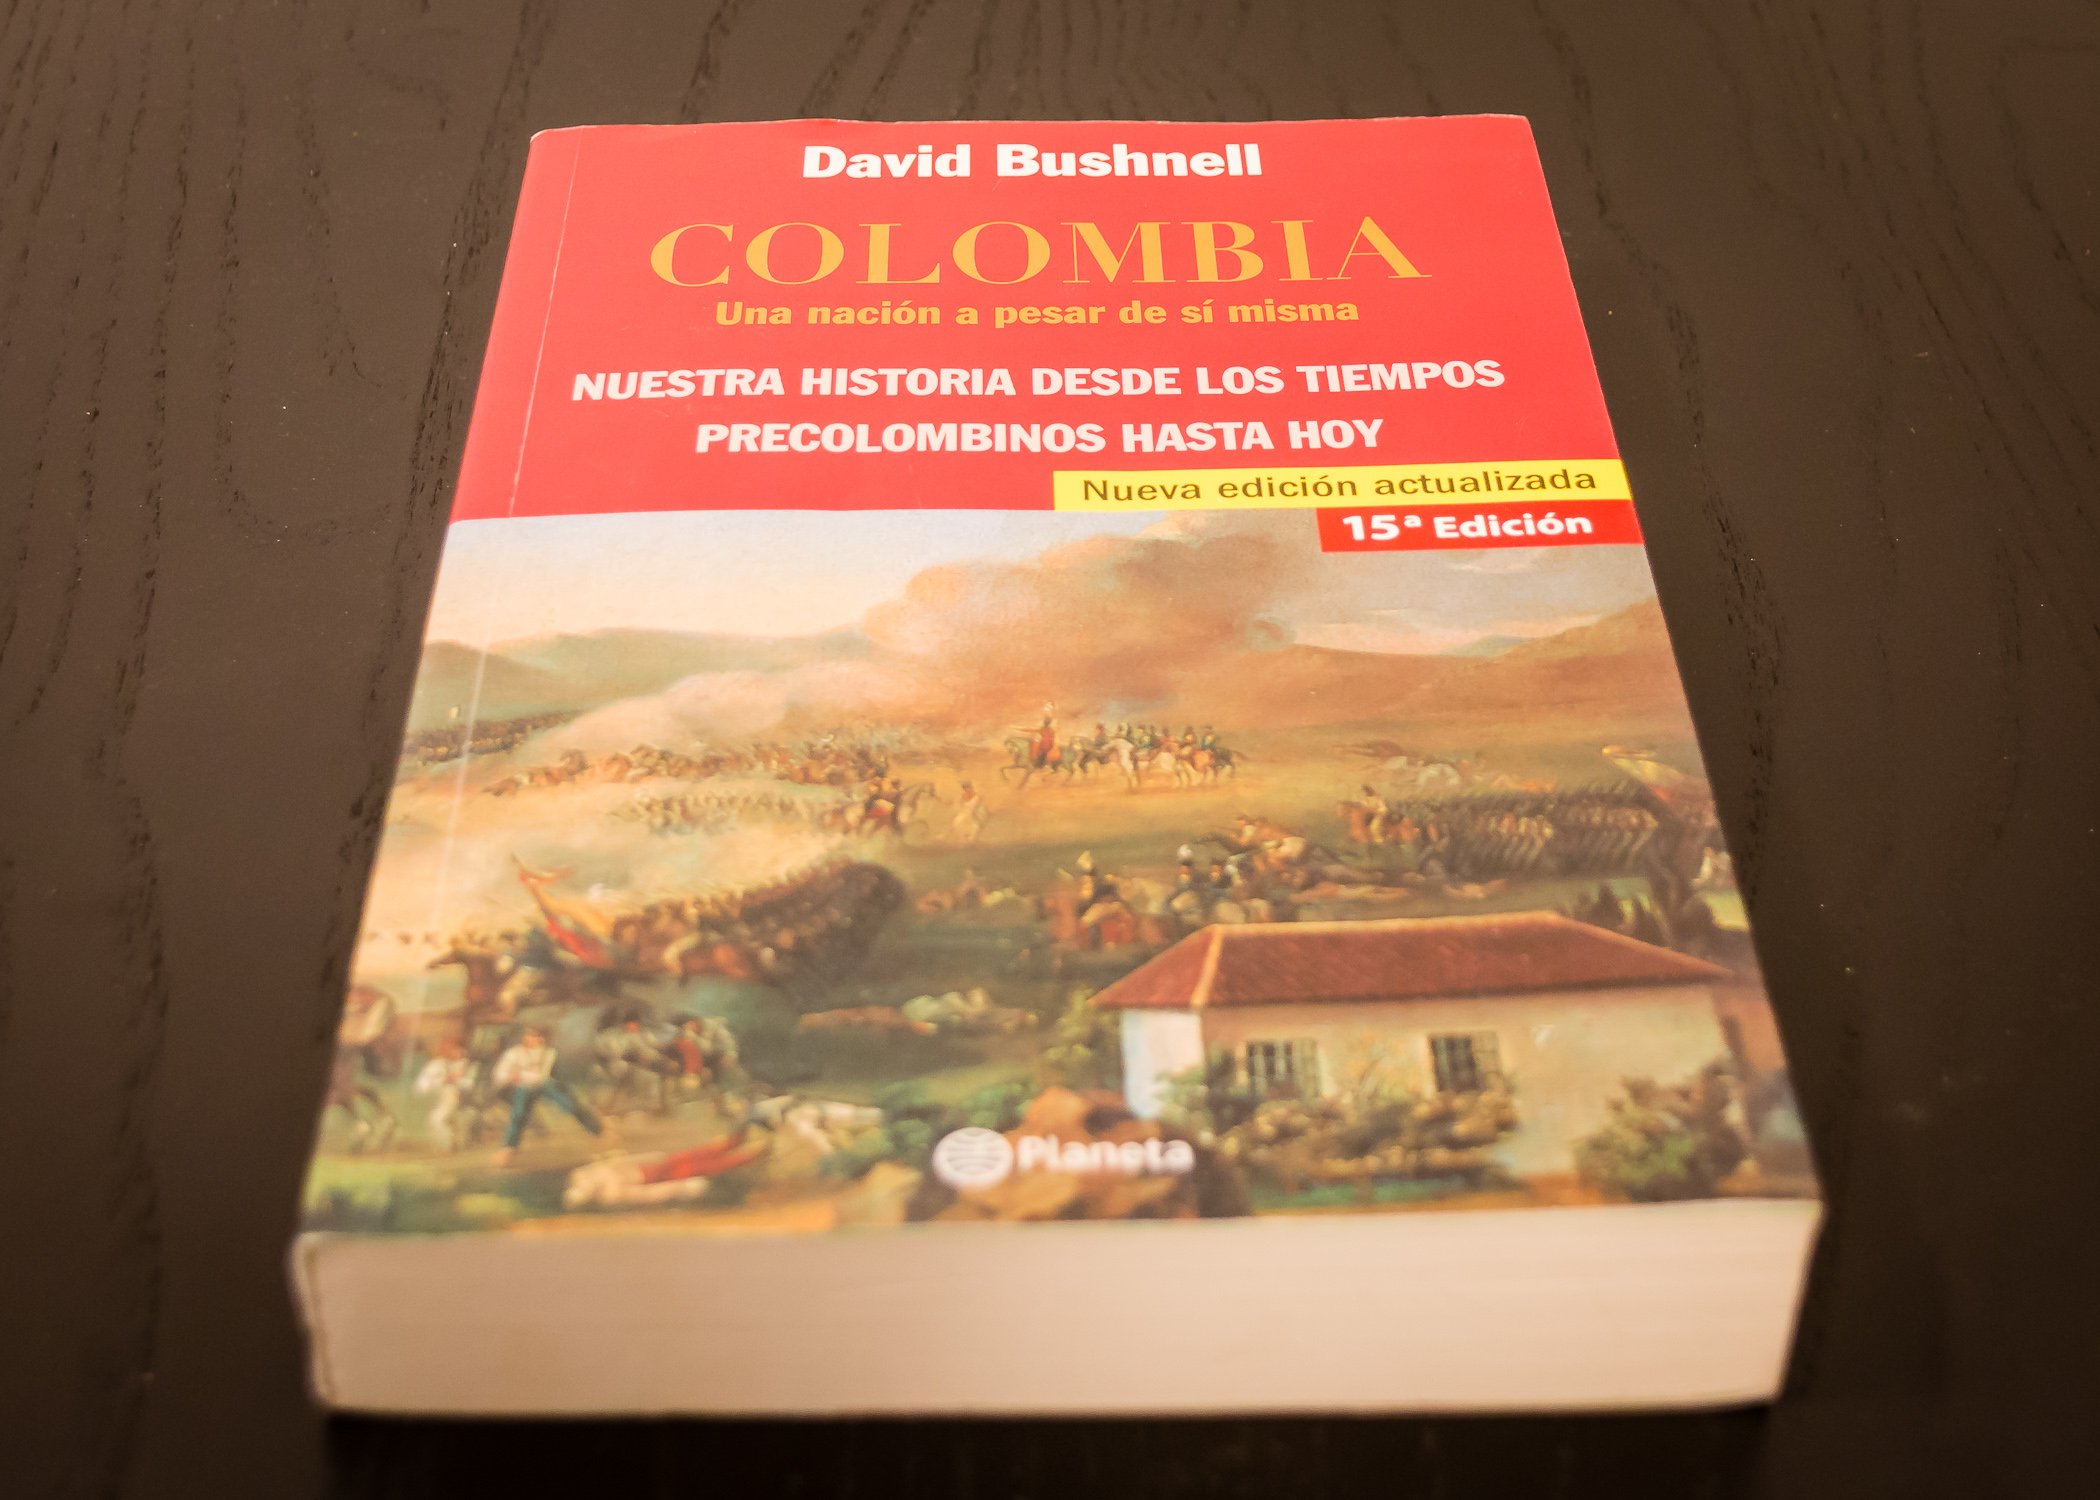 David Bushnell
COLOMBIA
Una nación a pesar de sí misma
NUESTRA HISTORIA DESDE LOS TIEMPOS
PRECOLOMBINOS HASTA HOY
Nueva edición actualizada
15ª Edición
Planeta